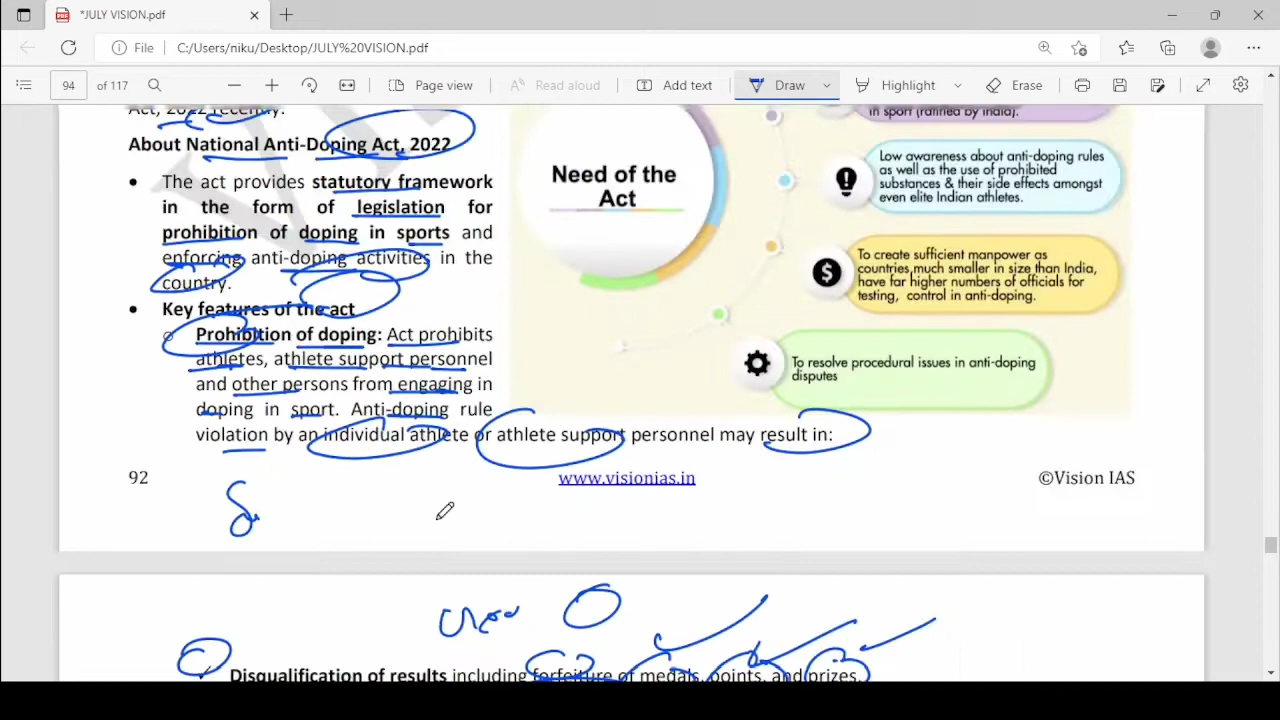 *JULY VISION.pdf
File
C:/Users/niku/Desktop/JULY%20VISION.pdf
94 of 117
Page view
Read aloud
Add text
Draw
Highlight
Erase
Act, 2022 recently.
About National Anti-Doping Act, 2022
• The act provides statutory framework
in the form of legislation for
prohibition of doping in sports and
enforcing anti-doping activities in the
country.
• Key features of the act
o Prohibition of doping: Act prohibits
athletes, athlete support personnel
and other persons from engaging in
doping in sport. Anti-doping rule
violation by an individual athlete or athlete support personnel may result in:
Need of the
Act
in sport (ratified by India).
Low awareness about anti-doping rules
as well as the use of prohibited
substances & their side effects amongst
even elite Indian athletes.
To create sufficient manpower as
countries,much smaller in size than India,
have far higher numbers of officials for
testing, control in anti-doping.
To resolve procedural issues in anti-doping
disputes
92
www.visionias.in
©Vision IAS
Disqualification of results including forfeiture of medals, points, and prizes.